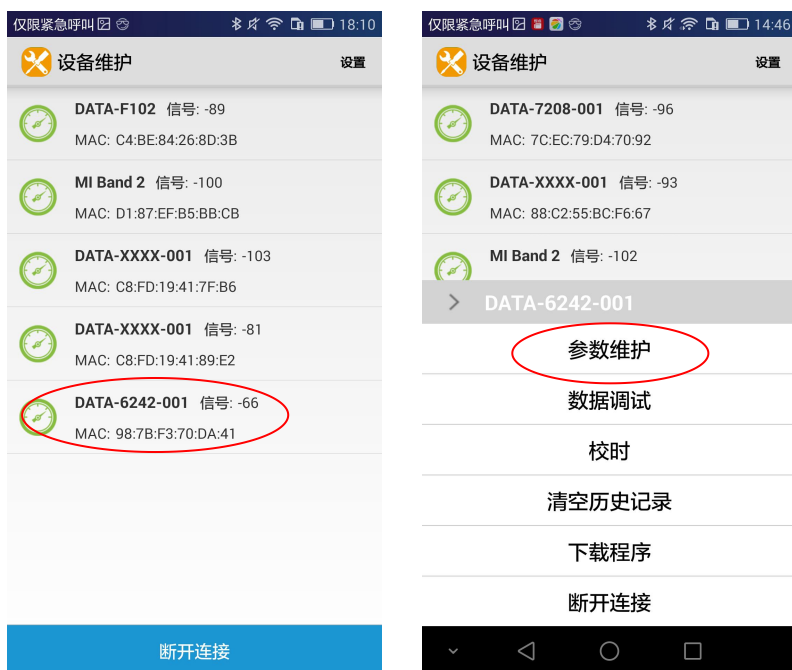 仅限紧急呼叫 18:10
设备维护 设置
DATA-F102 信号: -89
MAC: C4:BE:84:26:8D:3B
MI Band 2 信号: -100
MAC: D1:87:EF:B5:BB:CB
DATA-XXXX-001 信号: -103
MAC: C8:FD:19:41:7F:B6
DATA-XXXX-001 信号: -81
MAC: C8:FD:19:41:89:E2
DATA-6242-001 信号: -66
MAC: 98:7B:F3:70:DA:41
断开连接
仅限紧急呼叫 14:46
设备维护 设置
DATA-7208-001 信号: -96
MAC: 7C:EC:79:D4:70:92
DATA-XXXX-001 信号: -93
MAC: 88:C2:55:BC:F6:67
MI Band 2 信号: -102
DATA-6242-001
参数维护
数据调试
校时
清空历史记录
下载程序
断开连接